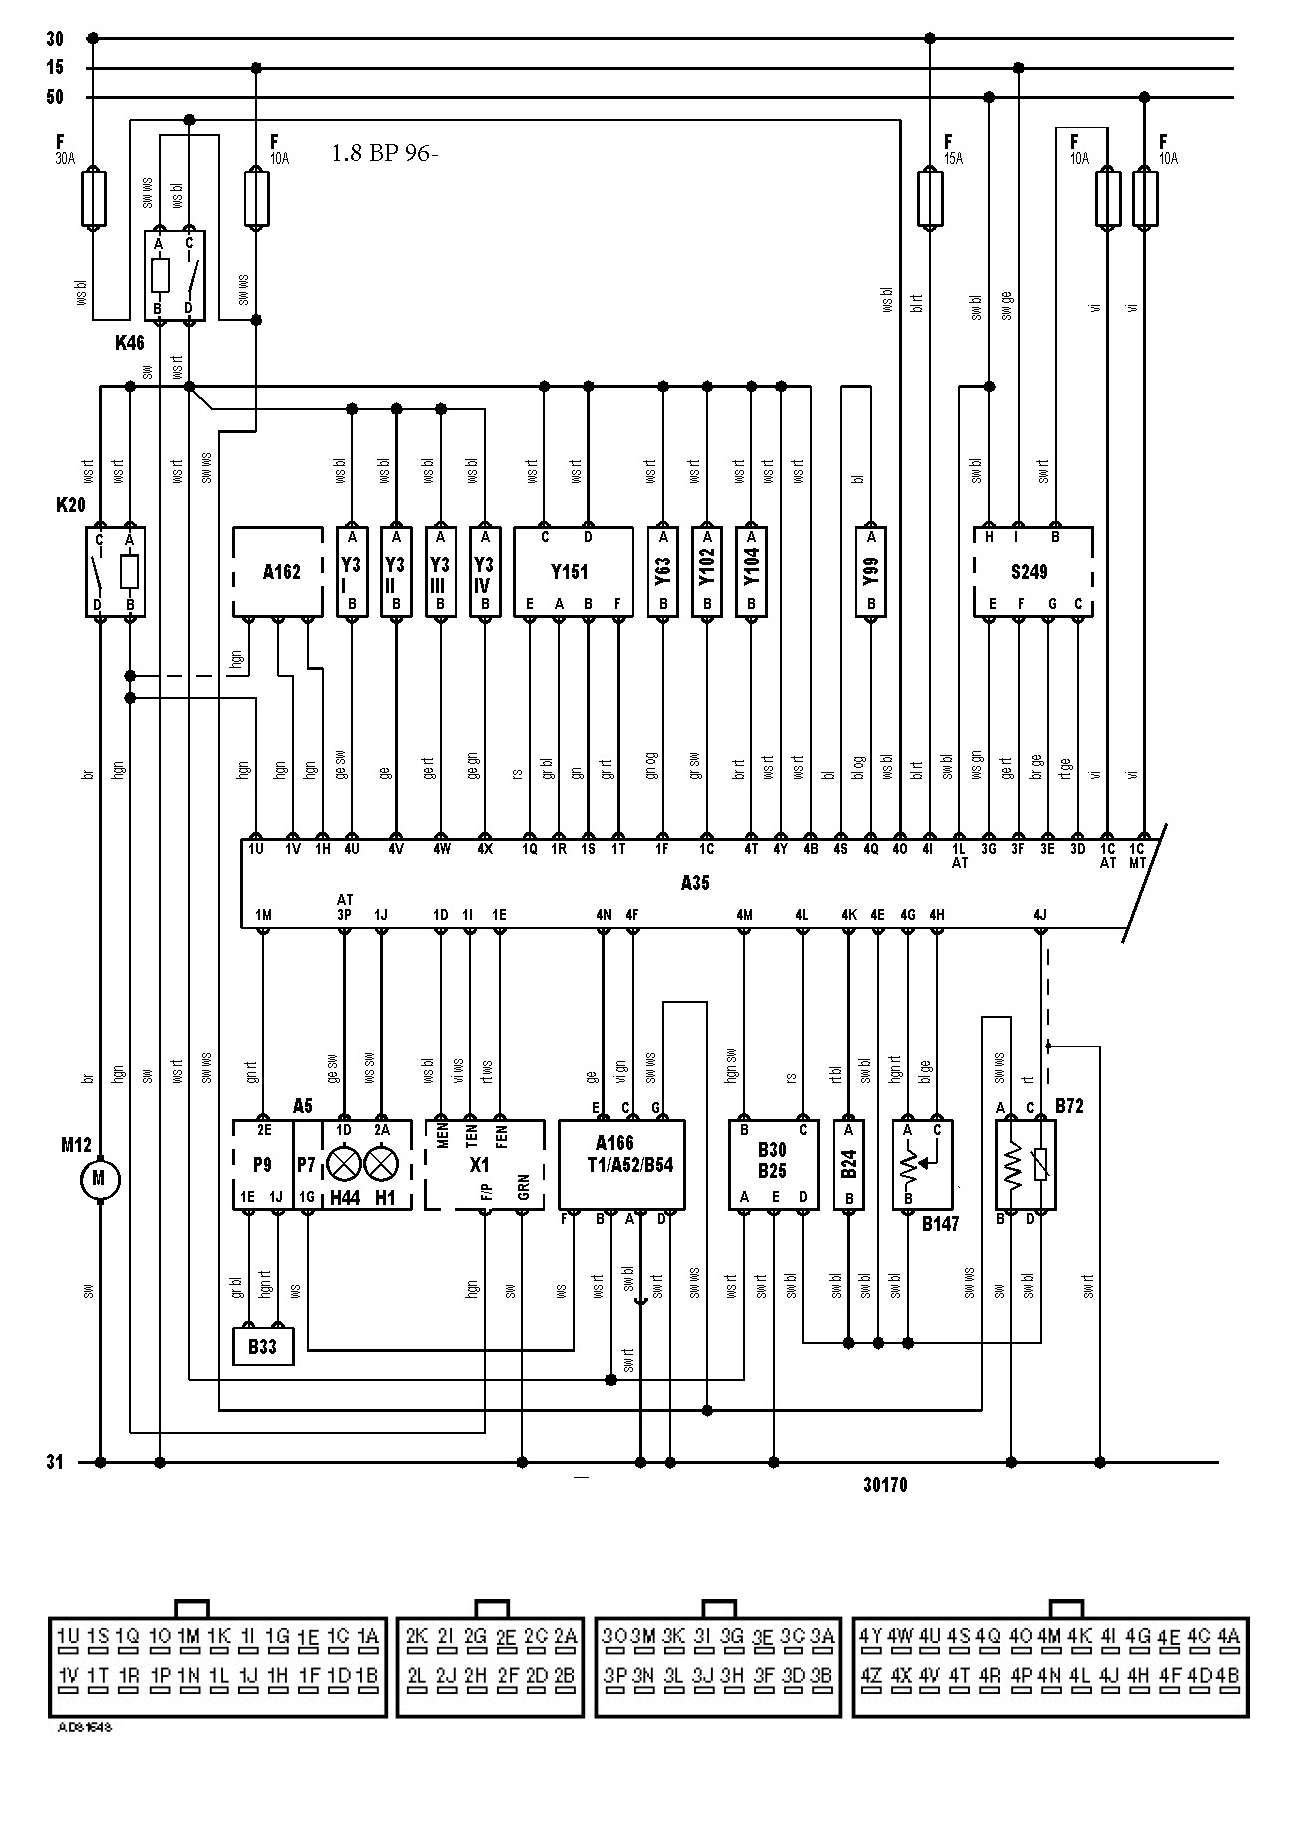 30
15
50
F
30A
F
10A
1.8 BP 96-
F
15A
F
10A
F
10A
sw ws
ws bl
A C
B D
K46
ws bl
sw ws
ws bl
bl rt
sw bl
sw ge
vi
vi
sw
ws rt
ws rt
ws rt
ws rt
sw ws
ws bl
ws bl
ws bl
ws bl
ws rt
ws rt
ws rt
ws rt
ws rt
ws rt
ws rt
bl
sw bl
sw rt
K20
C A
D B
A162
A
Y3
I
B
A
Y3
II
B
A
Y3
III
B
A
Y3
IV
B
C D
Y151
E A B F
A
Y63
B
A
Y102
B
A
Y104
B
A
Y99
B
H I B
S249
E F G C
hgn
br
hgn
hgn
hgn
hgn
ge sw
ge
ge rt
ge gn
rs
gr bl
gn
gr rt
gn og
gr sw
br rt
ws rt
ws rt
bl
bl og
ws bl
bl rt
sw bl
ws gn
ge rt
br ge
rt ge
vi
vi
1U 1V 1H 4U 4V 4W 4X 1Q 1R 1S 1T 1F 1C 4T 4Y 4B 4S 4Q 4O 4I 1L 3G 3F 3E 3D 1C 1C
AT AT MT
A35
AT
1M 3P 1J 1D 1I 1E 4N 4F 4M 4L 4K 4E 4G 4H 4J
br
hgn
sw
ws rt
sw ws
gn rt
ge sw
ws sw
ws bl
vi ws
rt ws
ge
vi gn
sw ws
hgn sw
rs
rt bl
sw bl
hgn rt
bl ge
sw ws
rt
M12
M
A5
2E 1D 2A
P9 P7
H44 H1
1E 1J 1G
MEN TEN FEN
X1
F/P GRN
E C G
A166
T1/A52/B54
F B A D
B C
B30
B25
A E D
A
B24
B
A C
B
B147
A C
B72
B D
sw
gr bl
hgn rt
ws
hgn
sw
ws
ws rt
sw bl
sw rt
sw ws
ws rt
sw rt
sw bl
sw bl
sw bl
sw bl
sw ws
sw
sw bl
sw rt
B33
sw rt
31
30170
1U 1S 1Q 1O 1M 1K 1I 1G 1E 1C 1A
1V 1T 1R 1P 1N 1L 1J 1H 1F 1D 1B
2K 2I 2G 2E 2C 2A
2L 2J 2H 2F 2D 2B
3O 3M 3K 3I 3G 3E 3C 3A
3P 3N 3L 3J 3H 3F 3D 3B
4Y 4W 4U 4S 4Q 4O 4M 4K 4I 4G 4E 4C 4A
4Z 4X 4V 4T 4R 4P 4N 4L 4J 4H 4F 4D 4B
AD81648